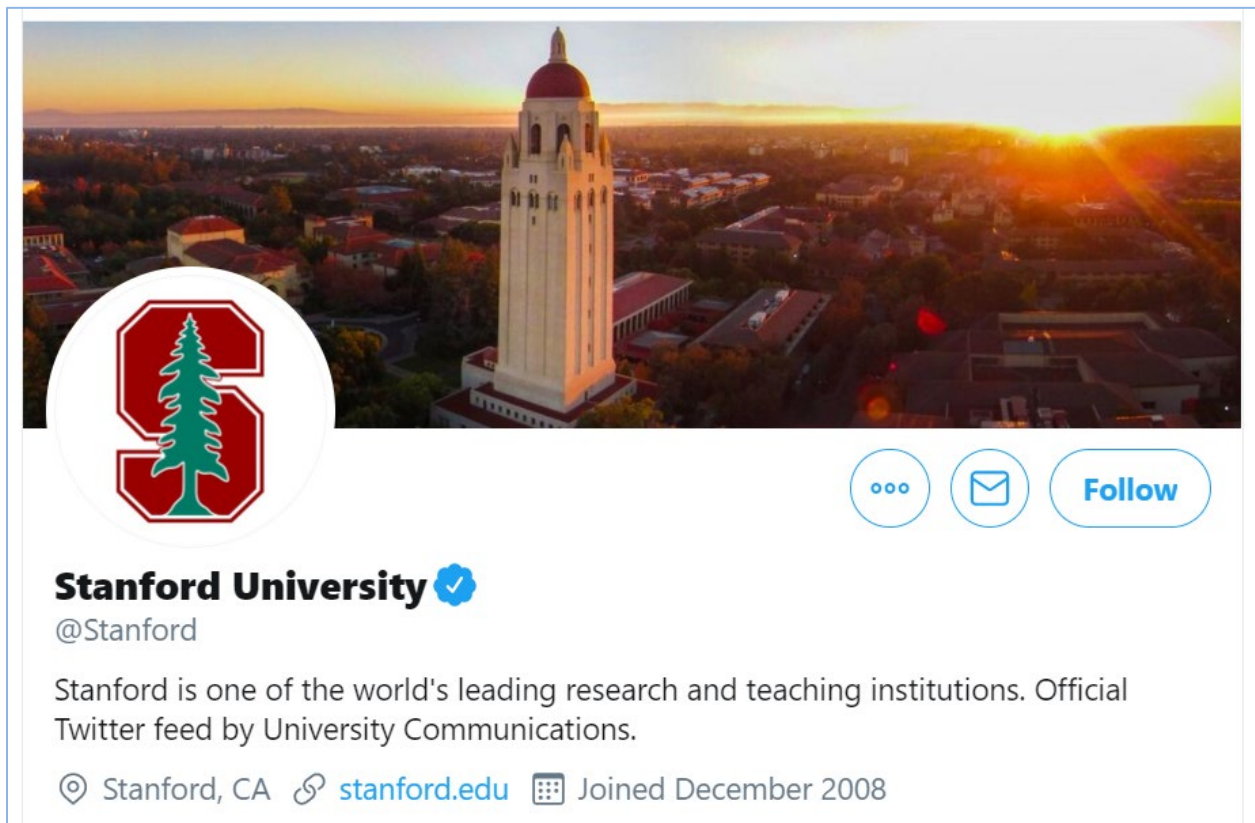 Follow
Stanford University
@Stanford
Stanford is one of the world's leading research and teaching institutions. Official
Twitter feed by University Communications.
Stanford, CA stanford.edu Joined December 2008